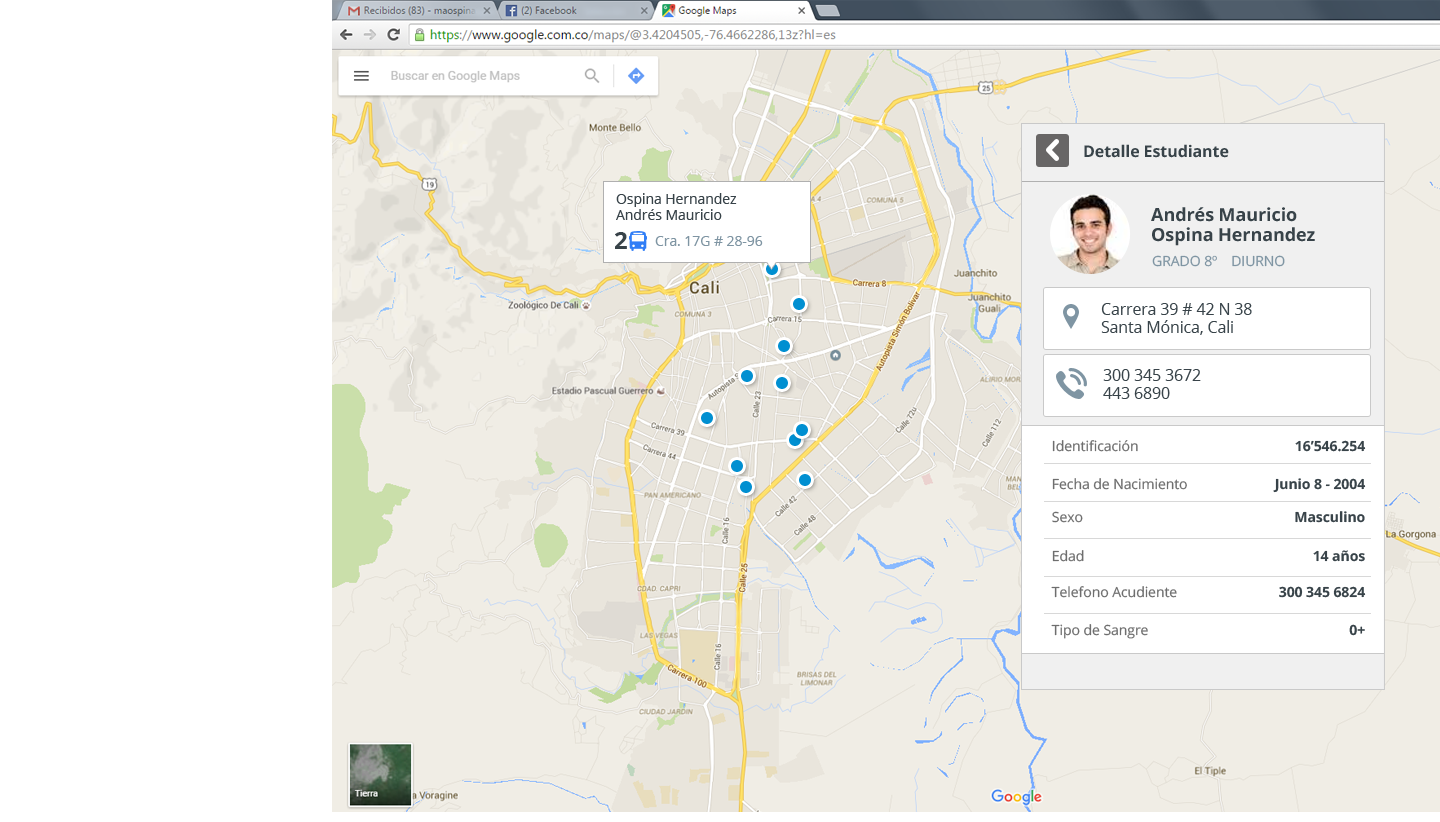 Recibidos (83) - maospina
(2) Facebook
Google Maps
https://www.google.com.co/maps/@3.4204505,-76.4662286,13z?hl=es
Buscar en Google Maps
25
Monte Bello
19
Ospina Hernandez
Andrés Mauricio
2 Cra. 17G # 28-96
A 4
COMUNA 5
Juanchito
Carrera 8
Cali
Juanchito
Guali
Zoológico De Cali
COMUNA 3
Carrera 15
Autopista Simón Bolívar
ALIRIO MOR
Autopista S
Estadio Pascual Guerrero
Calle 23
Calle 72u
Calle 112
Carrera 39
Carrera 44
MAN
BEL
PAN AMERICANO
Calle 42
Calle 48
Calle 16
La Gorgona
Calle 25
CDAD. CAPRI
LAS VEGAS
Calle 16
Carrera 100
BRISAS DEL
LIMONAR
CIUDAD JARDIN
El Tiple
Tierra
a Voragine
Google
Detalle Estudiante
Andrés Mauricio
Ospina Hernandez
GRADO 8º DIURNO
Carrera 39 # 42 N 38
Santa Mónica, Cali
300 345 3672
443 6890
Identificación 16’546.254
Fecha de Nacimiento Junio 8 - 2004
Sexo Masculino
Edad 14 años
Telefono Acudiente 300 345 6824
Tipo de Sangre 0+